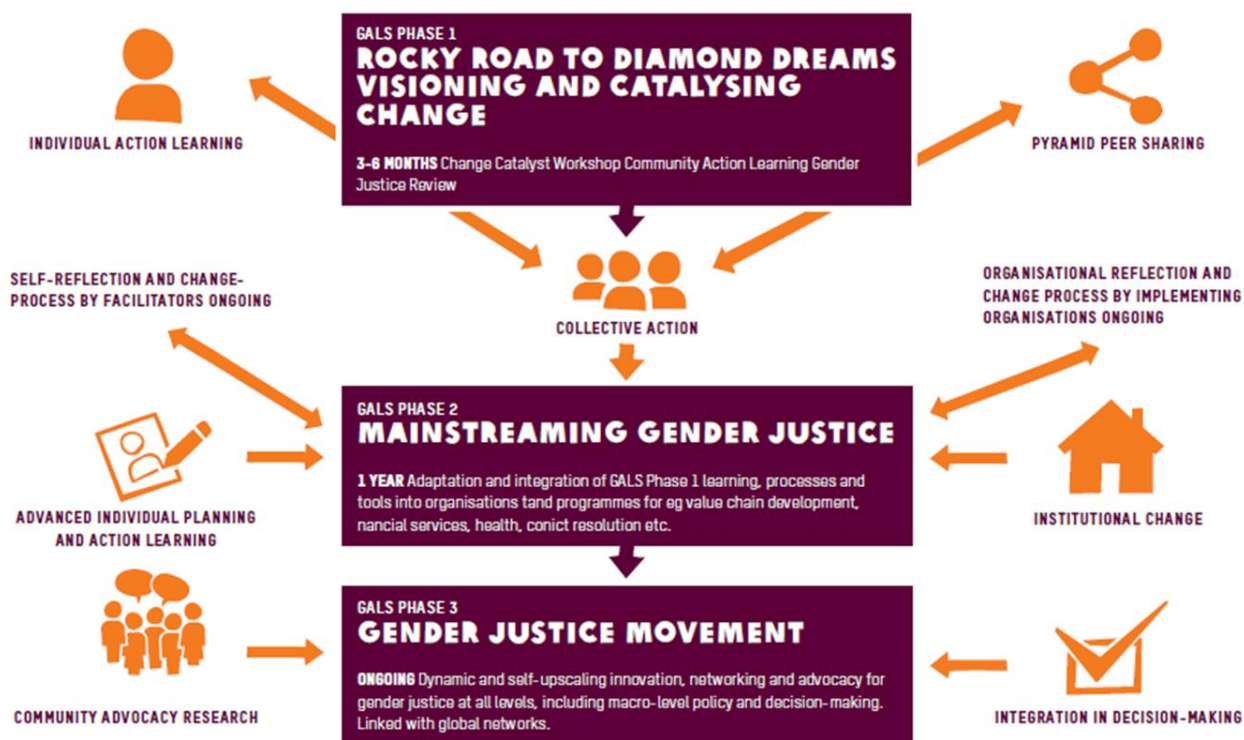 GALS PHASE 1
ROCKY ROAD TO DIAMOND DREAMS
VISIONING AND CATALYSING
CHANGE
3-6 MONTHS Change Catalyst Workshop Community Action Learning Gender
Justice Review
INDIVIDUAL ACTION LEARNING
PYRAMID PEER SHARING
COLLECTIVE ACTION
SELF-REFLECTION AND CHANGE-
PROCESS BY FACILITATORS ONGOING
ORGANISATIONAL REFLECTION AND
CHANGE PROCESS BY IMPLEMENTING
ORGANISATIONS ONGOING
GALS PHASE 2
MAINSTREAMING GENDER JUSTICE
1 YEAR Adaptation and integration of GALS Phase 1 learning, processes and
tools into organisations tand programmes for eg value chain development,
nancial services, health, conict resolution etc.
ADVANCED INDIVIDUAL PLANNING
AND ACTION LEARNING
INSTITUTIONAL CHANGE
GALS PHASE 3
GENDER JUSTICE MOVEMENT
ONGOING Dynamic and self-upscaling innovation, networking and advocacy for
gender justice at all levels, including macro-level policy and decision-making.
Linked with global networks.
COMMUNITY ADVOCACY RESEARCH
INTEGRATION IN DECISION-MAKING